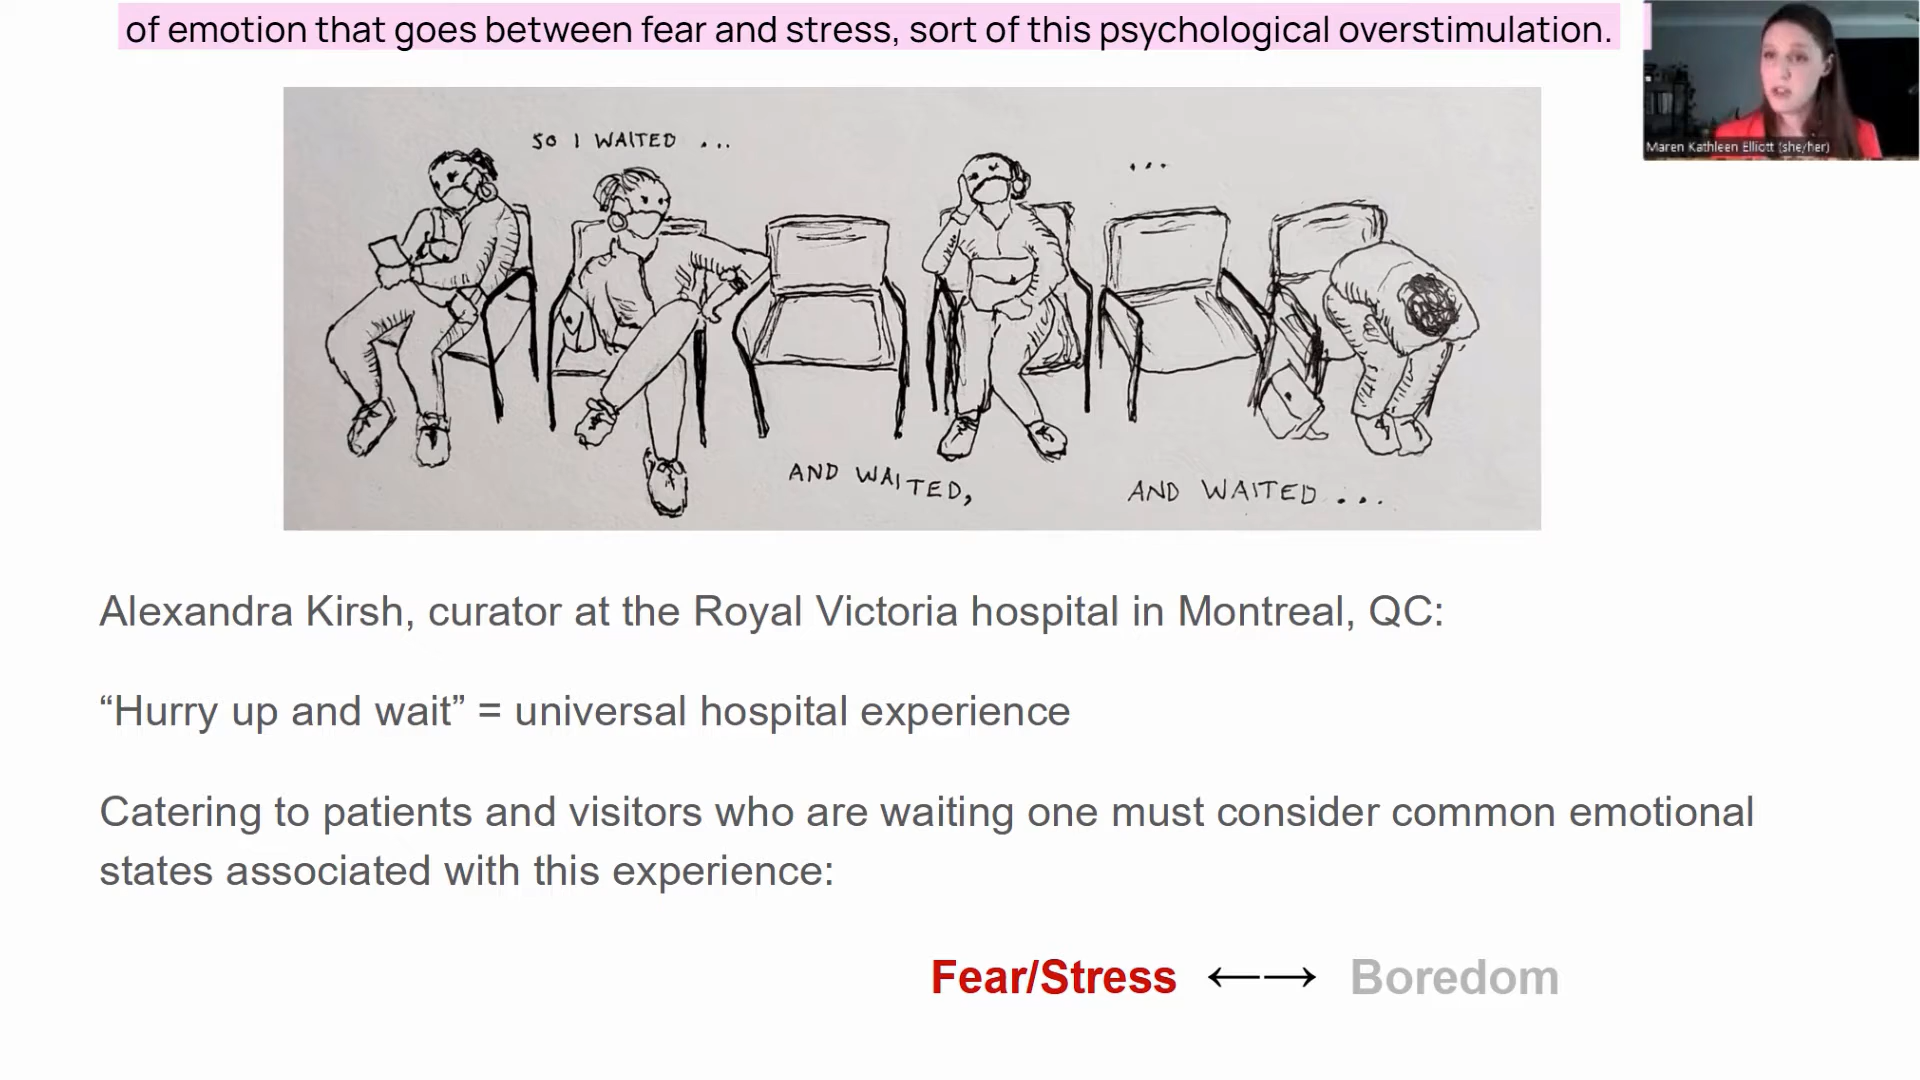 of emotion that goes between fear and stress, sort of this psychological overstimulation.
Maren Kathleen Elliott (she/her)
SO I WAITED ...
...
AND WAITED,
AND WAITED ...
Alexandra Kirsh, curator at the Royal Victoria hospital in Montreal, QC:
“Hurry up and wait” = universal hospital experience
Catering to patients and visitors who are waiting one must consider common emotional
states associated with this experience:
Fear/Stress ←→ Boredom